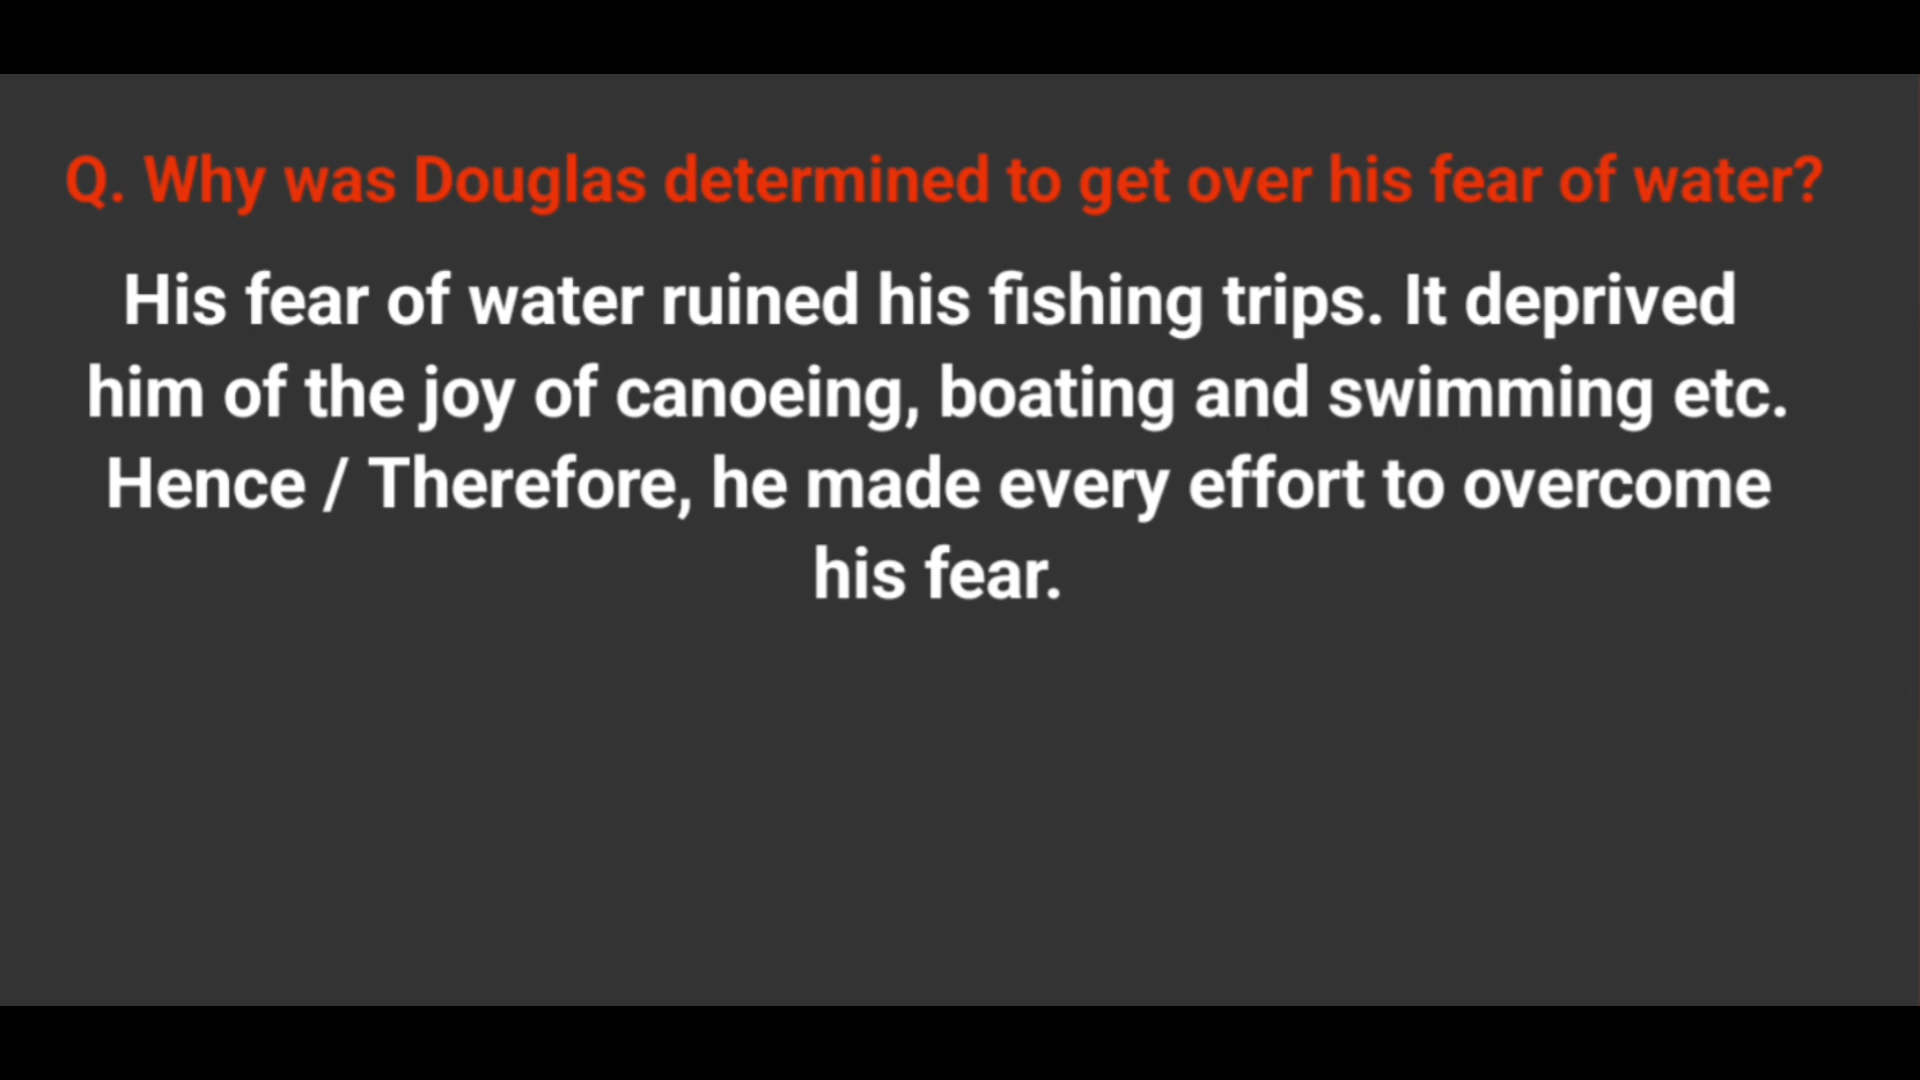 Q. Why was Douglas determined to get over his fear of water?
His fear of water ruined his fishing trips. It deprived
him of the joy of canoeing, boating and swimming etc.
Hence / Therefore, he made every effort to overcome
his fear.